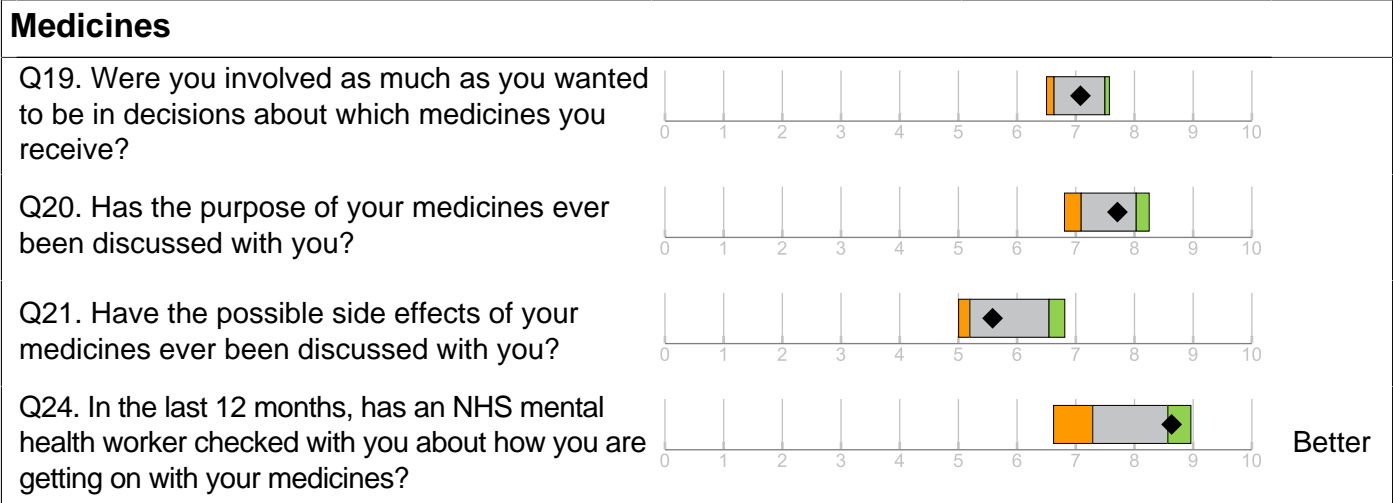 Medicines
Q19. Were you involved as much as you wanted
to be in decisions about which medicines you
receive?
0 1 2 3 4 5 6 7 8 9 10
Q20. Has the purpose of your medicines ever
been discussed with you?
0 1 2 3 4 5 6 7 8 9 10
Q21. Have the possible side effects of your
medicines ever been discussed with you?
0 1 2 3 4 5 6 7 8 9 10
Q24. In the last 12 months, has an NHS mental
health worker checked with you about how you are
getting on with your medicines?
0 1 2 3 4 5 6 7 8 9 10
Better